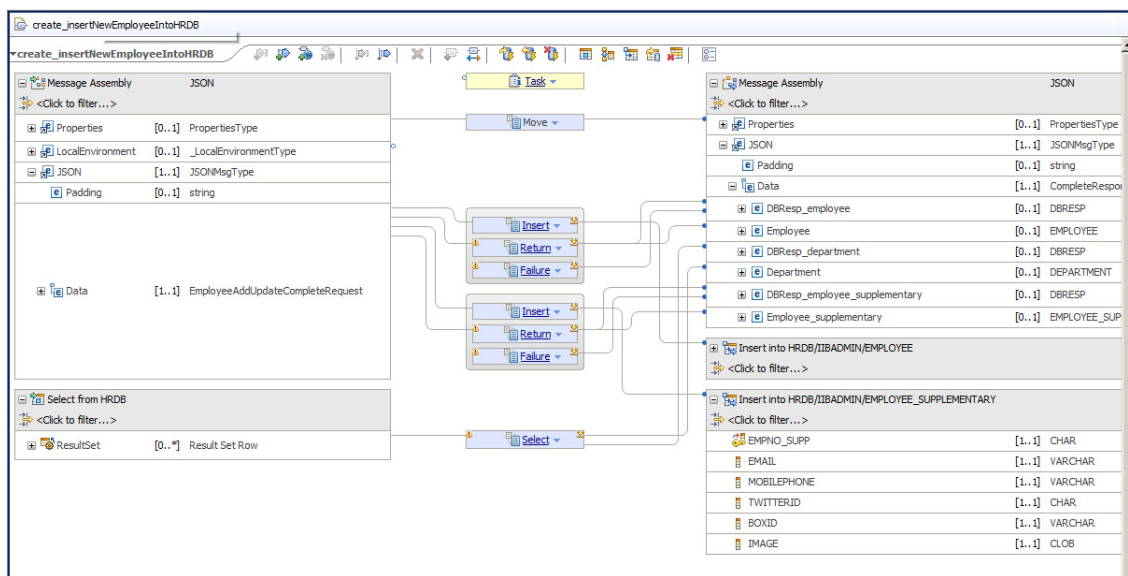 create_insertNewEmployeeIntoHRDB
create_insertNewEmployeeIntoHRDB
Message Assembly JSON
<Click to filter...>
Properties [0..1] PropertiesType
LocalEnvironment [0..1] _LocalEnvironmentType
JSON [1..1] JSONMsgType
Padding [0..1] string
Data [1..1] EmployeeAddUpdateCompleteRequest
Select from HRDB
<Click to filter...>
ResultSet [0..*] Result Set Row
Task
Move
Insert
Return
Failure
Insert
Return
Failure
Select
Message Assembly JSON
<Click to filter...>
Properties [0..1] PropertiesType
JSON [1..1] JSONMsgType
Padding [0..1] string
Data [1..1] CompleteRespor
DBResp_employee [0..1] DBRESP
Employee [0..1] EMPLOYEE
DBResp_department [0..1] DBRESP
Department [0..1] DEPARTMENT
DBResp_employee_supplementary [0..1] DBRESP
Employee_supplementary [0..1] EMPLOYEE_SUP
Insert into HRDB/IIBADMIN/EMPLOYEE
<Click to filter...>
Insert into HRDB/IIBADMIN/EMPLOYEE_SUPPLEMENTARY
<Click to filter...>
EMPNO_SUPP [1..1] CHAR
EMAIL [1..1] VARCHAR
MOBILEPHONE [1..1] VARCHAR
TWITTERID [1..1] CHAR
BOXID [1..1] VARCHAR
IMAGE [1..1] CLOB